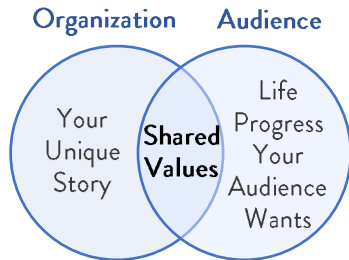 Organization
Audience
Your
Unique
Story
Shared
Values
Life
Progress
Your
Audience
Wants